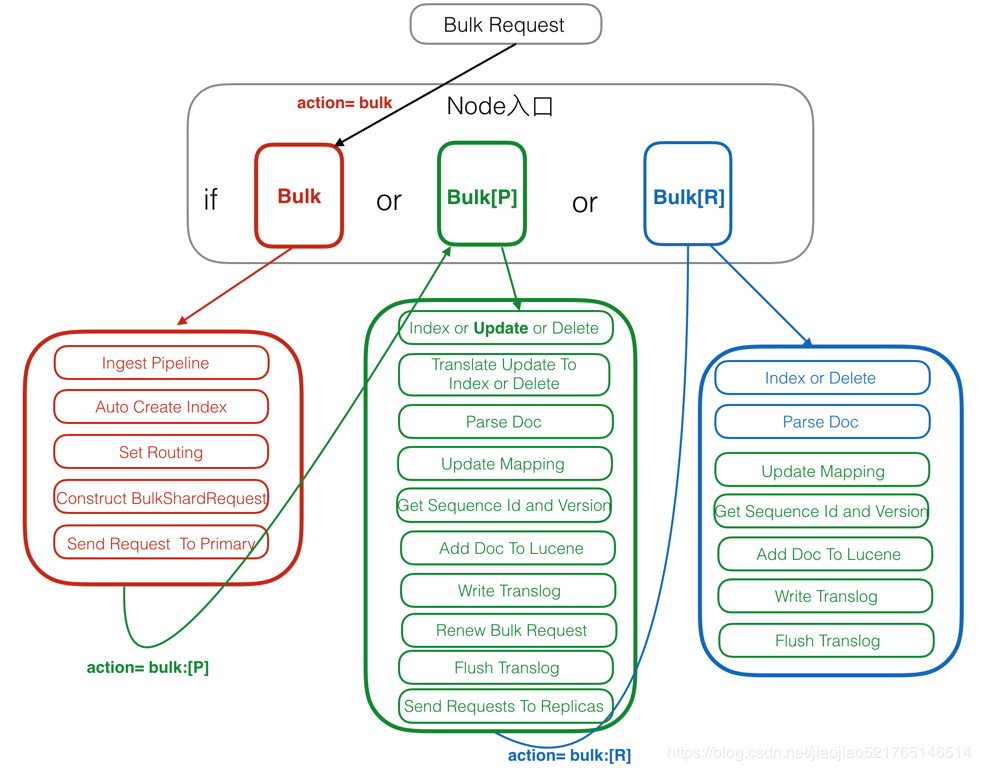 Bulk Request
action= bulk
Node入口
if
Bulk
or
Bulk[P]
or
Bulk[R]
Ingest Pipeline
Auto Create Index
Set Routing
Construct BulkShardRequest
Send Request To Primary
action= bulk:[P]
Index or Update or Delete
Translate Update To
Index or Delete
Parse Doc
Update Mapping
Get Sequence Id and Version
Add Doc To Lucene
Write Translog
Renew Bulk Request
Flush Translog
Send Requests To Replicas
action= bulk:[R]
Index or Delete
Parse Doc
Update Mapping
Get Sequence Id and Version
Add Doc To Lucene
Write Translog
Flush Translog
https://blog.csdn.net/jiaojiao521765146514